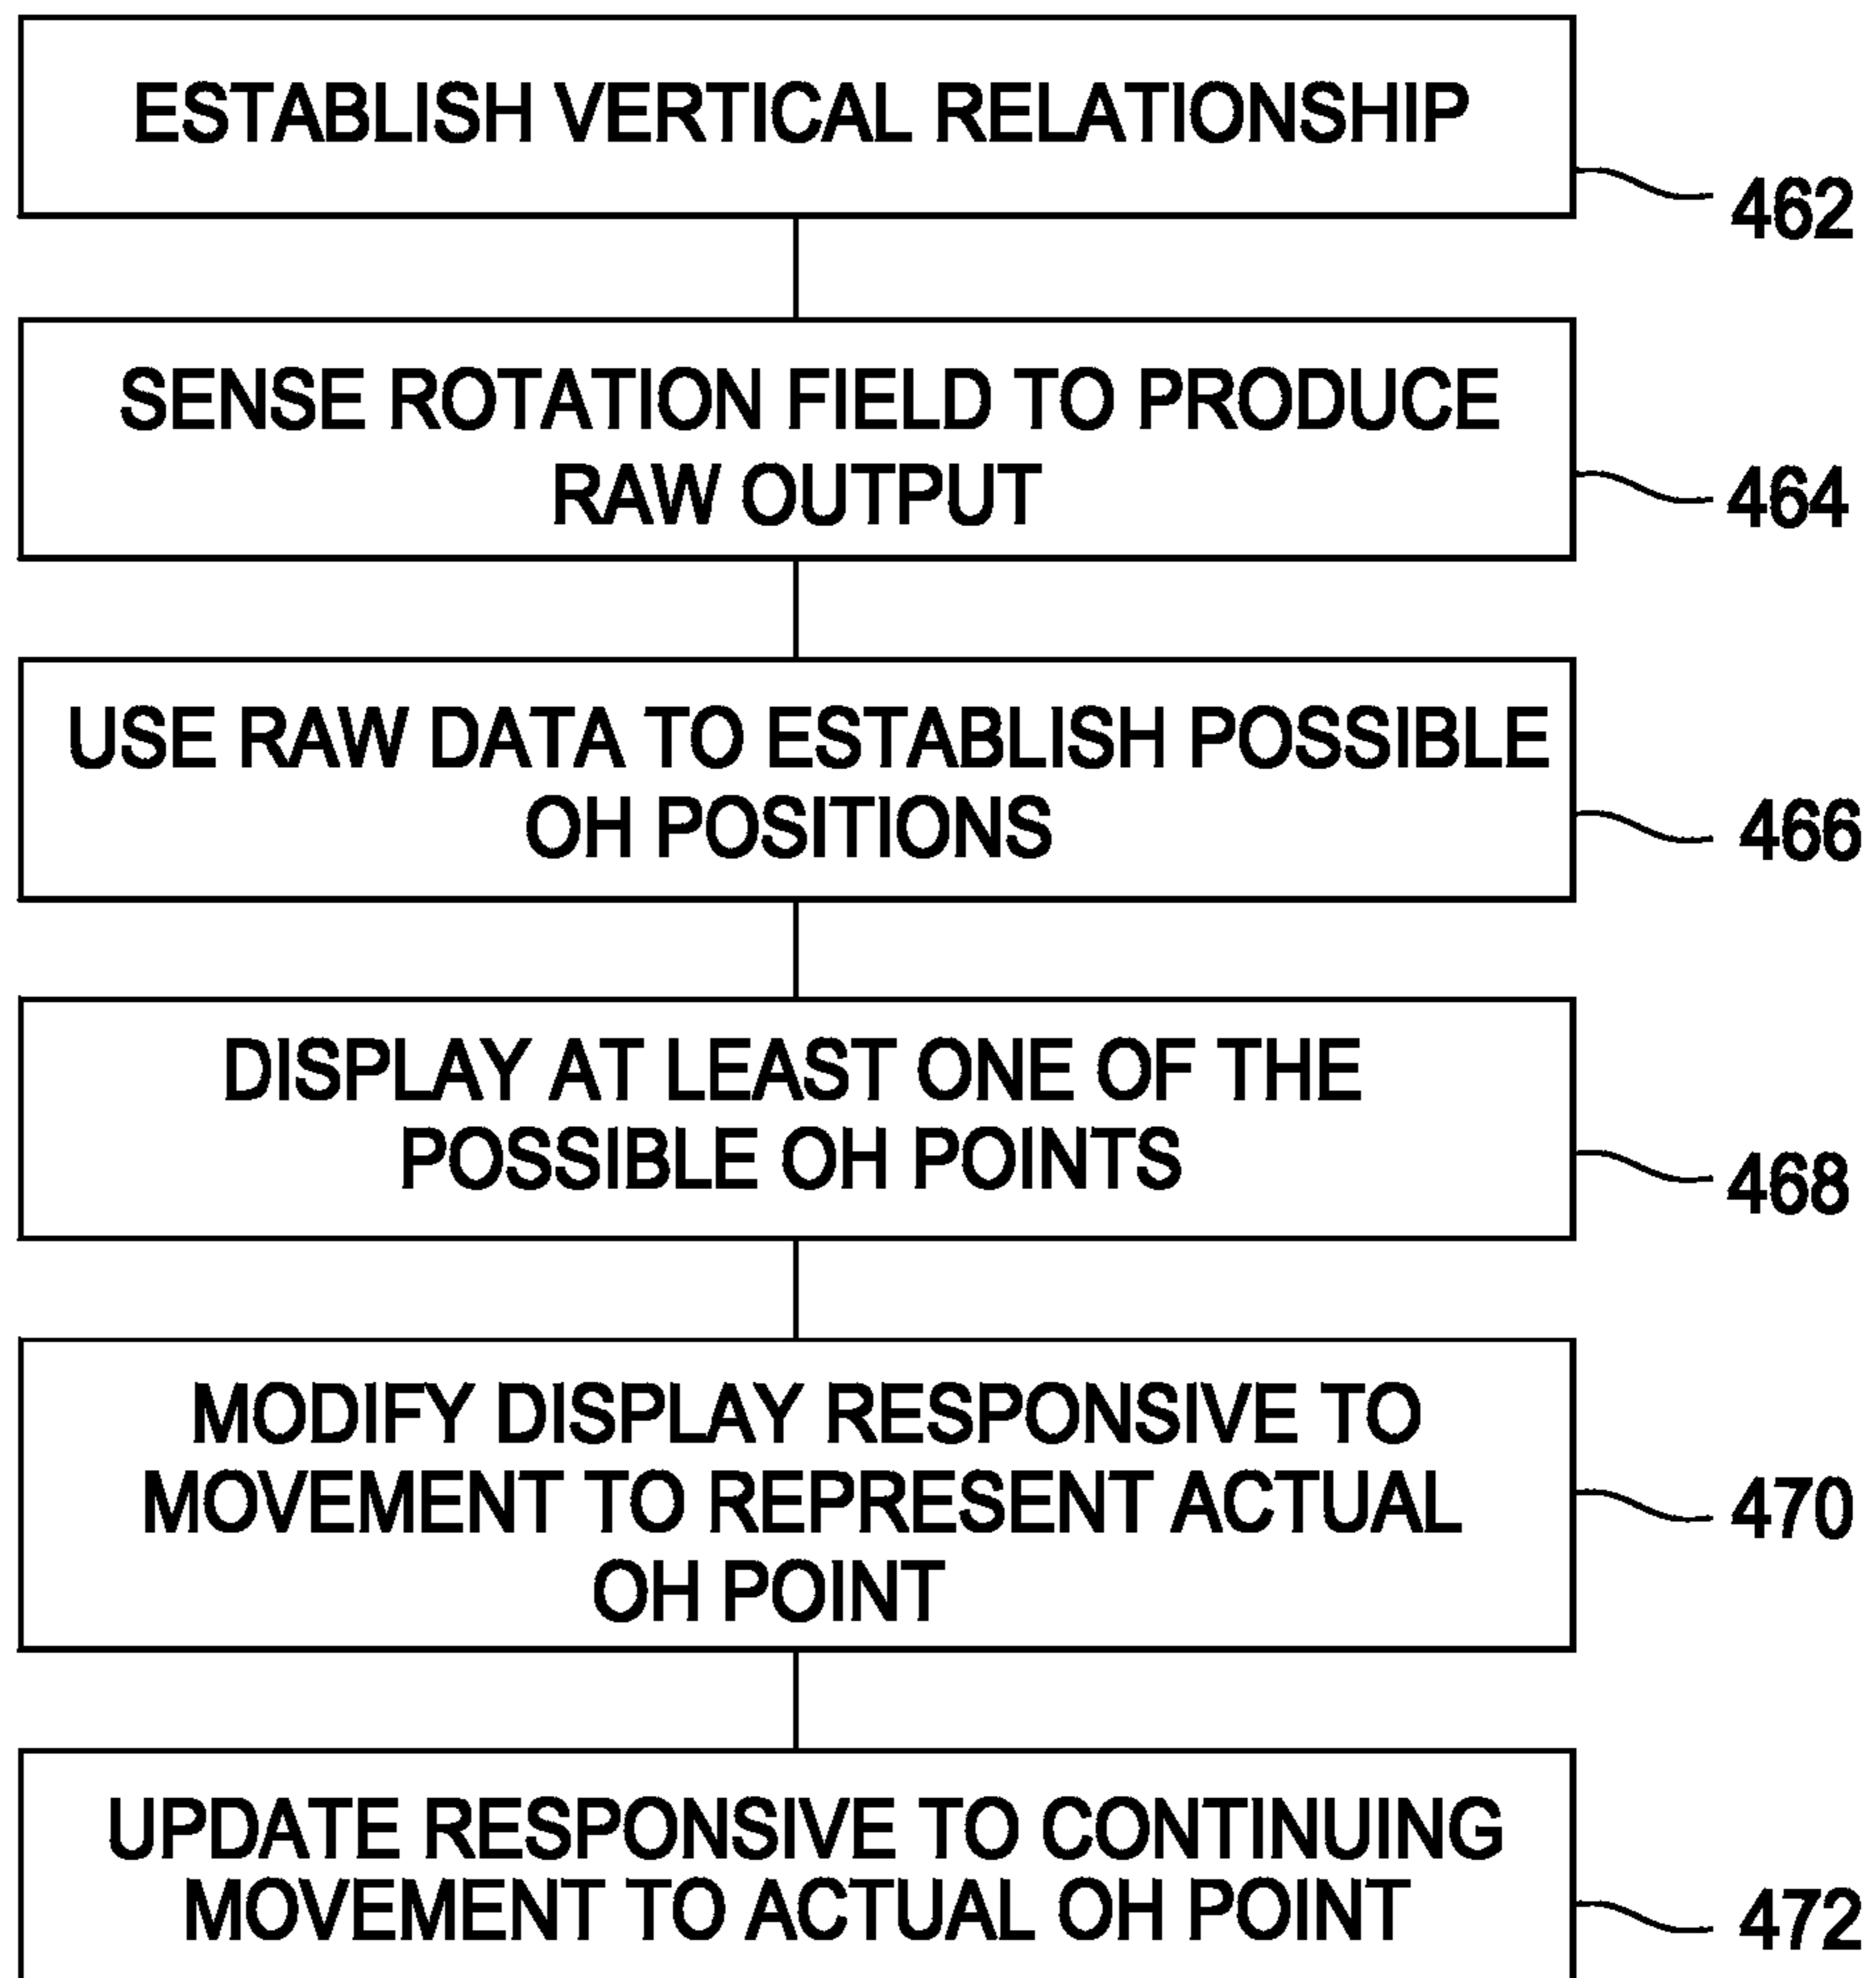 ESTABLISH VERTICAL RELATIONSHIP
462
SENSE ROTATION FIELD TO PRODUCE
RAW OUTPUT
464
USE RAW DATA TO ESTABLISH POSSIBLE
OH POSITIONS
466
DISPLAY AT LEAST ONE OF THE
POSSIBLE OH POINTS
468
MODIFY DISPLAY RESPONSIVE TO
MOVEMENT TO REPRESENT ACTUAL
OH POINT
470
UPDATE RESPONSIVE TO CONTINUING
MOVEMENT TO ACTUAL OH POINT
472